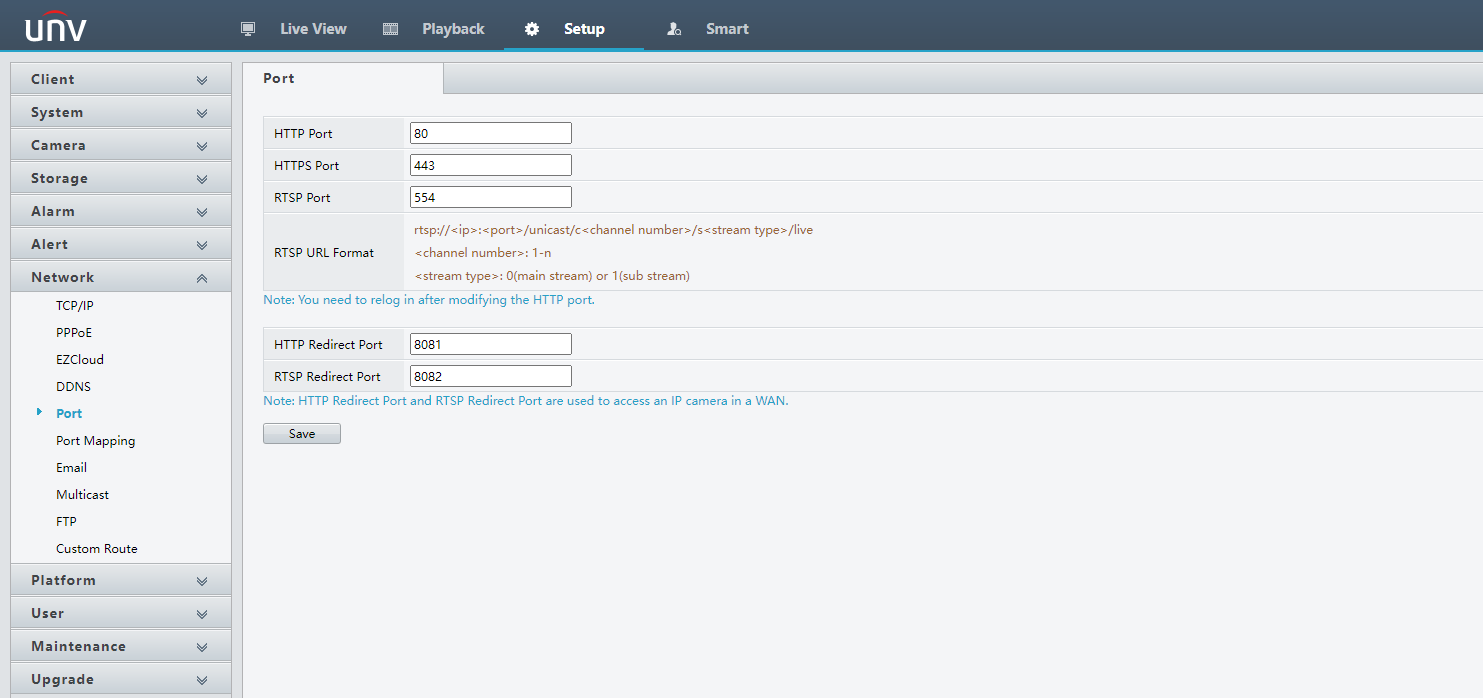 unv
Live View
Playback
Setup
Smart
Client
System
Camera
Storage
Alarm
Alert
Network
TCP/IP
PPPoE
EZCloud
DDNS
Port
Port Mapping
Email
Multicast
FTP
Custom Route
Platform
User
Maintenance
Upgrade
Port
HTTP Port 80
HTTPS Port 443
RTSP Port 554
RTSP URL Format
rtsp://<ip>:<port>/unicast/c<channel number>/s<stream type>/live
<channel number>: 1-n
<stream type>: 0(main stream) or 1(sub stream)
Note: You need to relog in after modifying the HTTP port.
HTTP Redirect Port 8081
RTSP Redirect Port 8082
Note: HTTP Redirect Port and RTSP Redirect Port are used to access an IP camera in a WAN.
Save